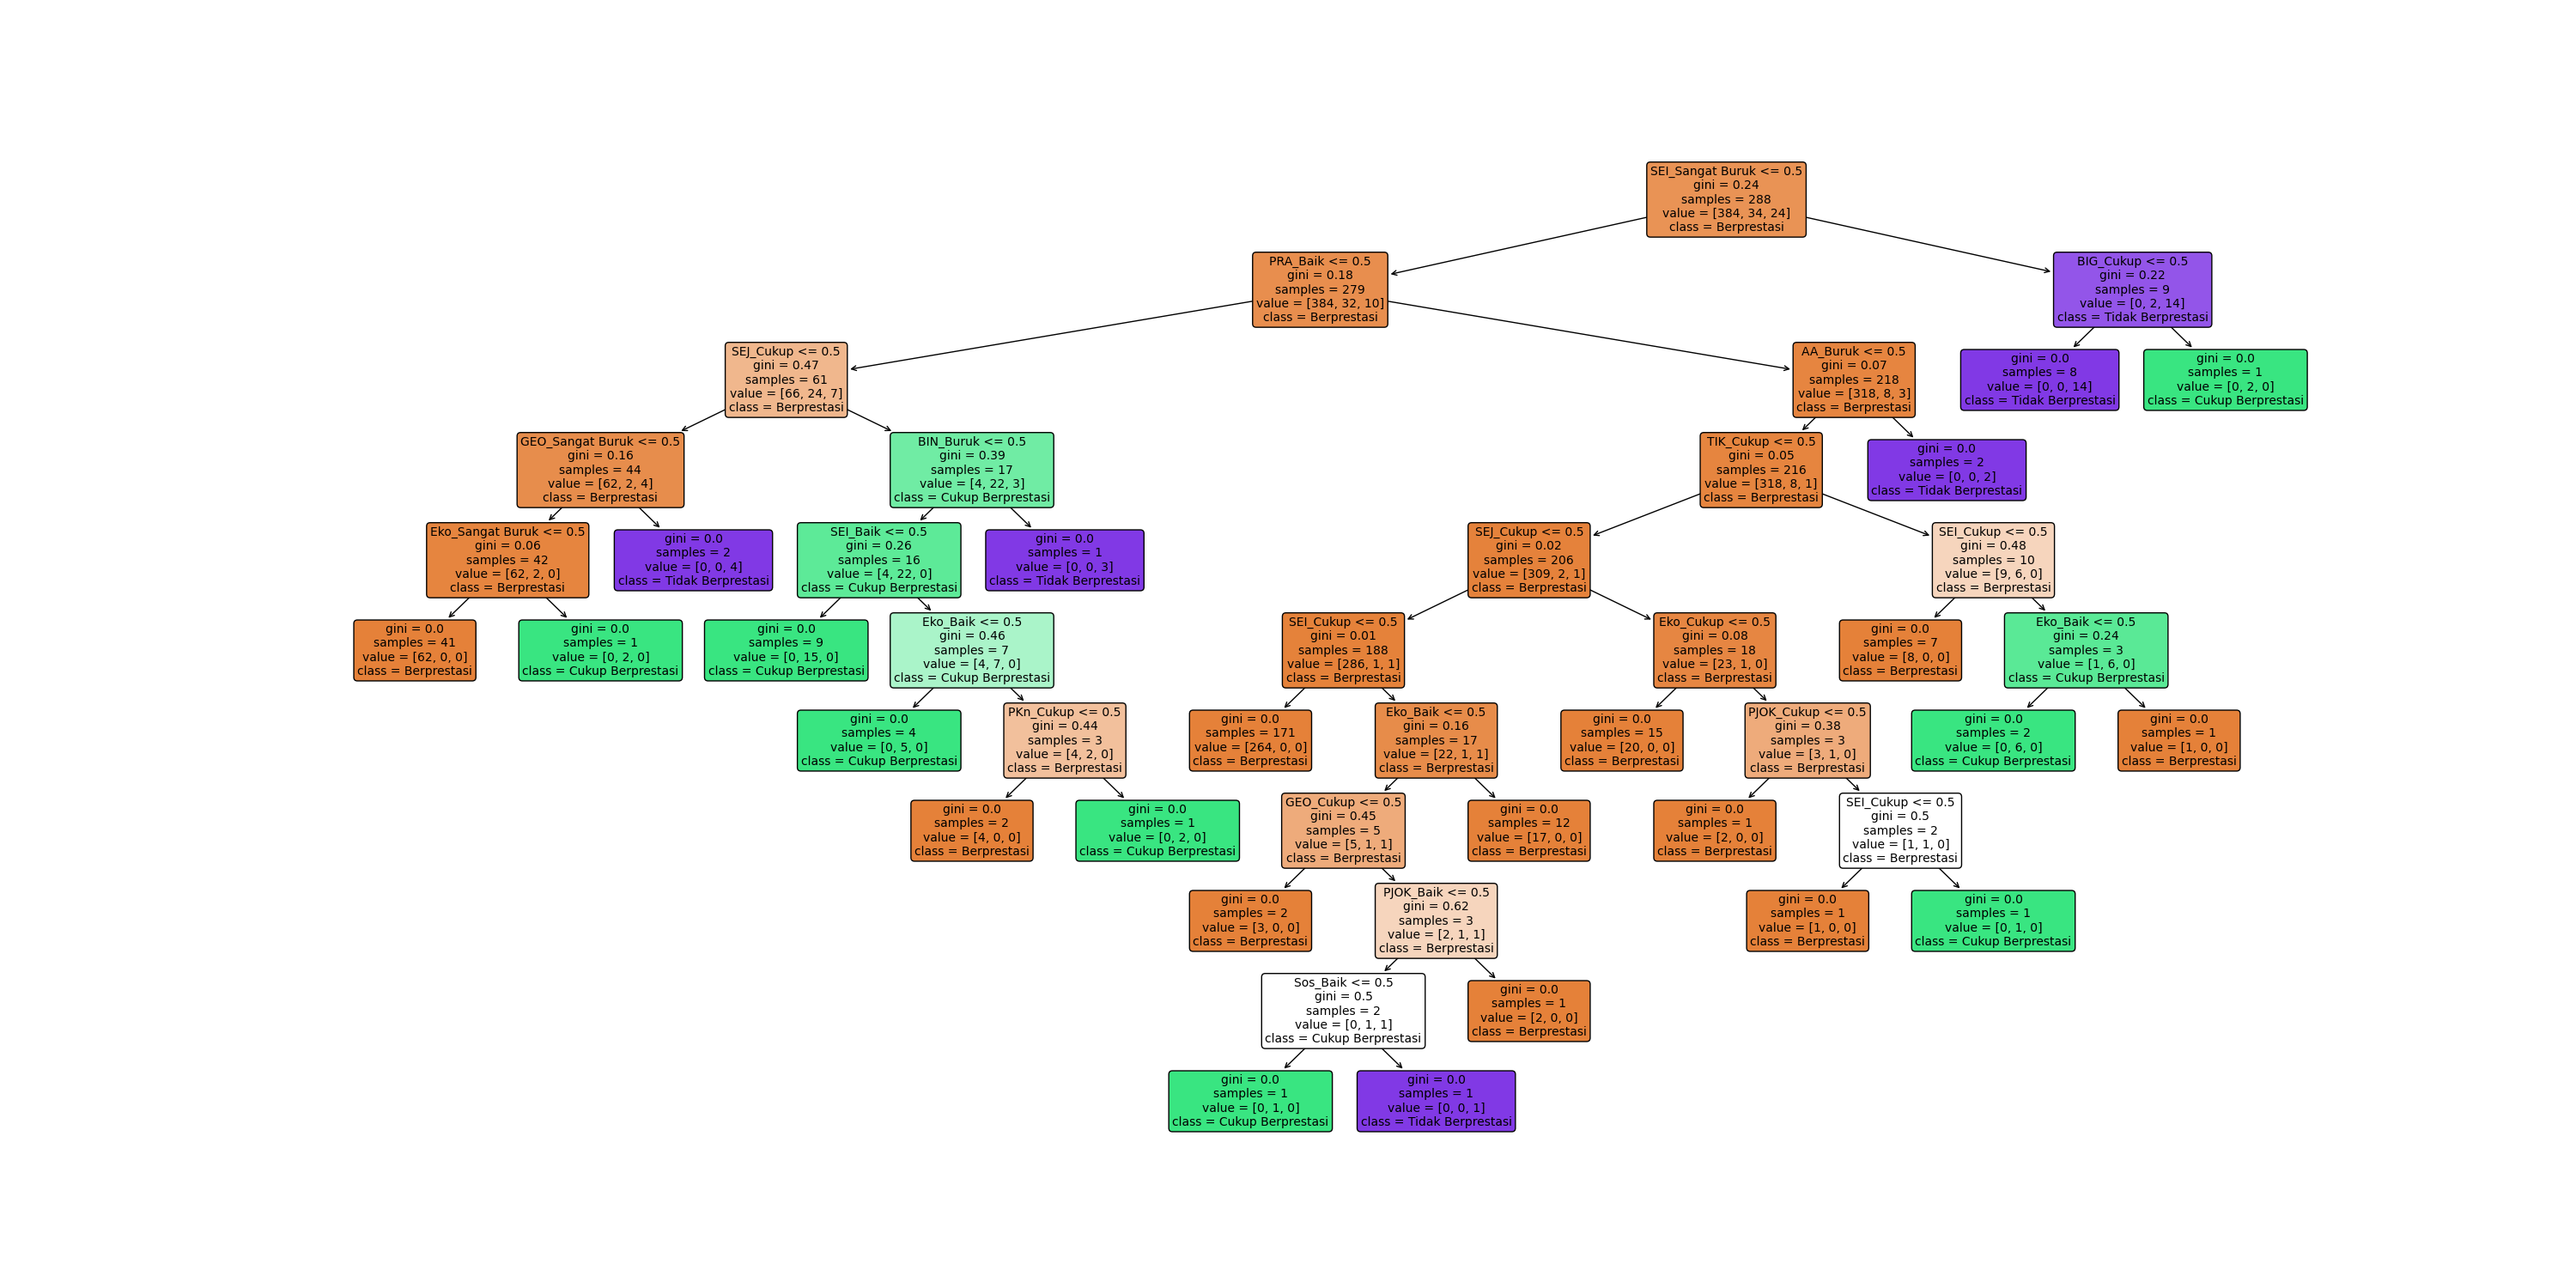 SEI_Sangat Buruk <= 0.5
gini = 0.24
samples = 288
value = [384, 34, 24]
class = Berprestasi
PRA_Baik <= 0.5
gini = 0.18
samples = 279
value = [384, 32, 10]
class = Berprestasi
BIG_Cukup <= 0.5
gini = 0.22
samples = 9
value = [0, 2, 14]
class = Tidak Berprestasi
SEJ_Cukup <= 0.5
gini = 0.47
samples = 61
value = [66, 24, 7]
class = Berprestasi
AA_Buruk <= 0.5
gini = 0.07
samples = 218
value = [318, 8, 3]
class = Berprestasi
gini = 0.0
samples = 8
value = [0, 0, 14]
class = Tidak Berprestasi
gini = 0.0
samples = 1
value = [0, 2, 0]
class = Cukup Berprestasi
GEO_Sangat Buruk <= 0.5
gini = 0.16
samples = 44
value = [62, 2, 4]
class = Berprestasi
BIN_Buruk <= 0.5
gini = 0.39
samples = 17
value = [4, 22, 3]
class = Cukup Berprestasi
TIK_Cukup <= 0.5
gini = 0.05
samples = 216
value = [318, 8, 1]
class = Berprestasi
gini = 0.0
samples = 2
value = [0, 0, 2]
class = Tidak Berprestasi
Eko_Sangat Buruk <= 0.5
gini = 0.06
samples = 42
value = [62, 2, 0]
class = Berprestasi
gini = 0.0
samples = 2
value = [0, 0, 4]
class = Tidak Berprestasi
SEI_Baik <= 0.5
gini = 0.26
samples = 16
value = [4, 22, 0]
class = Cukup Berprestasi
gini = 0.0
samples = 1
value = [0, 0, 3]
class = Tidak Berprestasi
SEJ_Cukup <= 0.5
gini = 0.02
samples = 206
value = [309, 2, 1]
class = Berprestasi
SEI_Cukup <= 0.5
gini = 0.48
samples = 10
value = [9, 6, 0]
class = Berprestasi
gini = 0.0
samples = 41
value = [62, 0, 0]
class = Berprestasi
gini = 0.0
samples = 1
value = [0, 2, 0]
class = Cukup Berprestasi
gini = 0.0
samples = 9
value = [0, 15, 0]
class = Cukup Berprestasi
Eko_Baik <= 0.5
gini = 0.46
samples = 7
value = [4, 7, 0]
class = Cukup Berprestasi
SEI_Cukup <= 0.5
gini = 0.01
samples = 188
value = [286, 1, 1]
class = Berprestasi
Eko_Cukup <= 0.5
gini = 0.08
samples = 18
value = [23, 1, 0]
class = Berprestasi
gini = 0.0
samples = 7
value = [8, 0, 0]
class = Berprestasi
Eko_Baik <= 0.5
gini = 0.24
samples = 3
value = [1, 6, 0]
class = Cukup Berprestasi
gini = 0.0
samples = 4
value = [0, 5, 0]
class = Cukup Berprestasi
PKn_Cukup <= 0.5
gini = 0.44
samples = 3
value = [4, 2, 0]
class = Berprestasi
gini = 0.0
samples = 171
value = [264, 0, 0]
class = Berprestasi
Eko_Baik <= 0.5
gini = 0.16
samples = 17
value = [22, 1, 1]
class = Berprestasi
gini = 0.0
samples = 15
value = [20, 0, 0]
class = Berprestasi
PJOK_Cukup <= 0.5
gini = 0.38
samples = 3
value = [3, 1, 0]
class = Berprestasi
gini = 0.0
samples = 2
value = [0, 6, 0]
class = Cukup Berprestasi
gini = 0.0
samples = 1
value = [1, 0, 0]
class = Berprestasi
gini = 0.0
samples = 2
value = [4, 0, 0]
class = Berprestasi
gini = 0.0
samples = 1
value = [0, 2, 0]
class = Cukup Berprestasi
GEO_Cukup <= 0.5
gini = 0.45
samples = 5
value = [5, 1, 1]
class = Berprestasi
gini = 0.0
samples = 12
value = [17, 0, 0]
class = Berprestasi
gini = 0.0
samples = 1
value = [2, 0, 0]
class = Berprestasi
SEI_Cukup <= 0.5
gini = 0.5
samples = 2
value = [1, 1, 0]
class = Berprestasi
gini = 0.0
samples = 2
value = [3, 0, 0]
class = Berprestasi
PJOK_Baik <= 0.5
gini = 0.62
samples = 3
value = [2, 1, 1]
class = Berprestasi
gini = 0.0
samples = 1
value = [1, 0, 0]
class = Berprestasi
gini = 0.0
samples = 1
value = [0, 1, 0]
class = Cukup Berprestasi
Sos_Baik <= 0.5
gini = 0.5
samples = 2
value = [0, 1, 1]
class = Cukup Berprestasi
gini = 0.0
samples = 1
value = [2, 0, 0]
class = Berprestasi
gini = 0.0
samples = 1
value = [0, 1, 0]
class = Cukup Berprestasi
gini = 0.0
samples = 1
value = [0, 0, 1]
class = Tidak Berprestasi